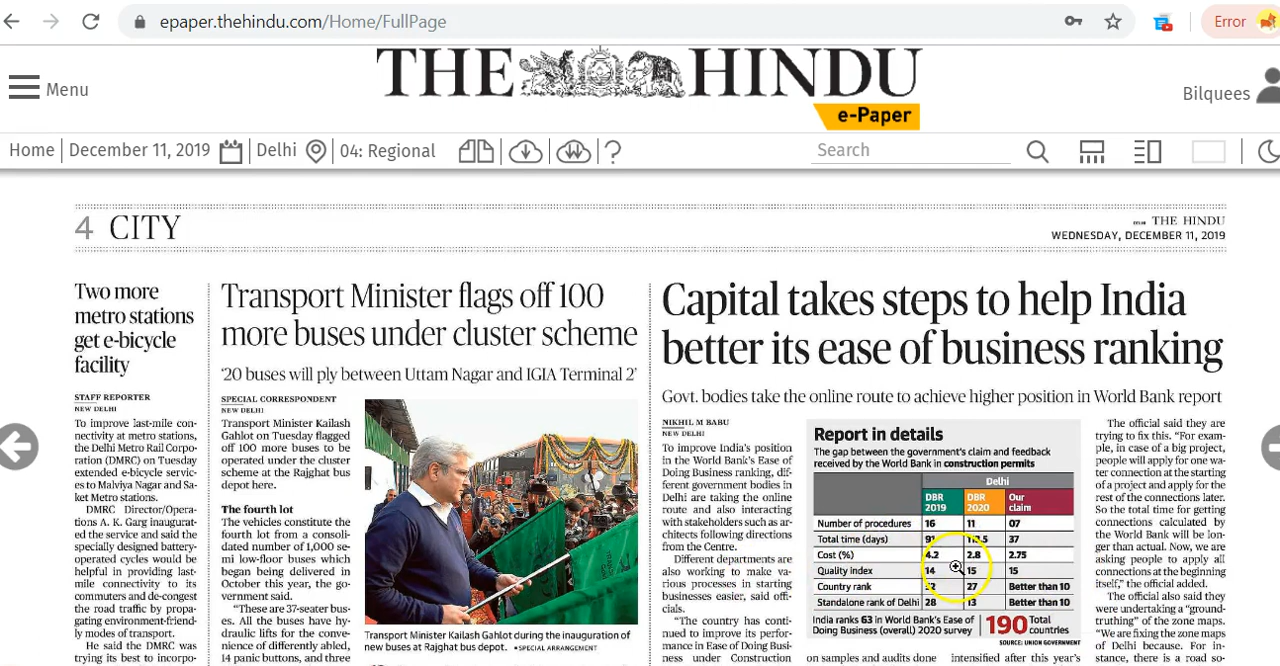 epaper.thehindu.com/Home/FullPage
Error
Menu
THE HINDU
e-Paper
Bilquees
Home
December 11, 2019
Delhi
04: Regional
?
Search
4 CITY
THE HINDU
WEDNESDAY, DECEMBER 11, 2019
Two more
metro stations
get e-bicycle
facility
STAFF REPORTER
NEW DELHI
To improve last-mile con-
nectivity at metro stations,
the Delhi Metro Rail Corpo-
ration (DMRC) on Tuesday
extended e-bicycle servic-
es to Malviya Nagar and Sa-
ket Metro stations.
DMRC Director/Opera-
tions A. K. Garg inaugurat-
ed the service and said the
specially designed battery-
operated cycles would be
helpful in providing last-
mile connectivity to its
commuters and de-congest
the road traffic by propa-
gating environment-friend-
ly modes of transport.
He said the DMRC was
trying its best to incorpo-
Transport Minister flags off 100
more buses under cluster scheme
‘20 buses will ply between Uttam Nagar and IGIA Terminal 2’
SPECIAL CORRESPONDENT
NEW DELHI
Transport Minister Kailash
Gahlot on Tuesday flagged
off 100 more buses to be
operated under the cluster
scheme at the Rajghat bus
depot here.
The fourth lot
The vehicles constitute the
fourth lot from a consoli-
dated number of 1,000 se-
mi low-floor buses which
began being delivered in
October this year, the go-
vernment said.
“These are 37-seater bus-
es. All the buses have hy-
draulic lifts for the conve-
nience of differently abled,
14 panic buttons, and three
Transport Minister Kailash Gahlot during the inauguration of
new buses at Rajghat bus depot. •SPECIAL ARRANGEMENT
Capital takes steps to help India
better its ease of business ranking
Govt. bodies take the online route to achieve higher position in World Bank report
NIKHIL M BABU
NEW DELHI
To improve India’s position
in the World Bank’s Ease of
Doing Business ranking, dif-
ferent government bodies in
Delhi are taking the online
route and also interacting
with stakeholders such as ar-
chitects following directions
from the Centre.
Different departments are
also working to make va-
rious processes in starting
businesses easier, said offi-
cials.
“The country has conti-
nued to improve its perfor-
mance in Ease of Doing Busi-
ness under Construction
Report in details
The gap between the government’s claim and feedback
received by the World Bank in construction permits
Delhi
DBR 2019 DBR 2020 Our claim
Number of procedures 16 11 07
Total time (days) 37
Cost (%) 4.2 2.8 2.75
Quality index 14 15 15
Country rank 27 Better than 10
Standalone rank of Delhi 28 13 Better than 10
India ranks 63 in World Bank’s Ease of
Doing Business (overall) 2020 survey
190 Total countries
SOURCE: UNION GOVERNMENT
on samples and audits done
intensified after this year’s
The official said they are
trying to fix this. “For exam-
ple, in case of a big project,
people will apply for one wa-
ter connection at the starting
of a project and apply for the
rest of the connections later.
So the total time for getting
connections calculated by
the World Bank will be lon-
ger than actual. Now, we are
asking people to apply all
connections at the beginning
itself,” the official added.
The official also said they
were undertaking a “ground-
truthing” of the zone maps.
“We are fixing the zone maps
of Delhi because. For in-
stance, there is a road so-